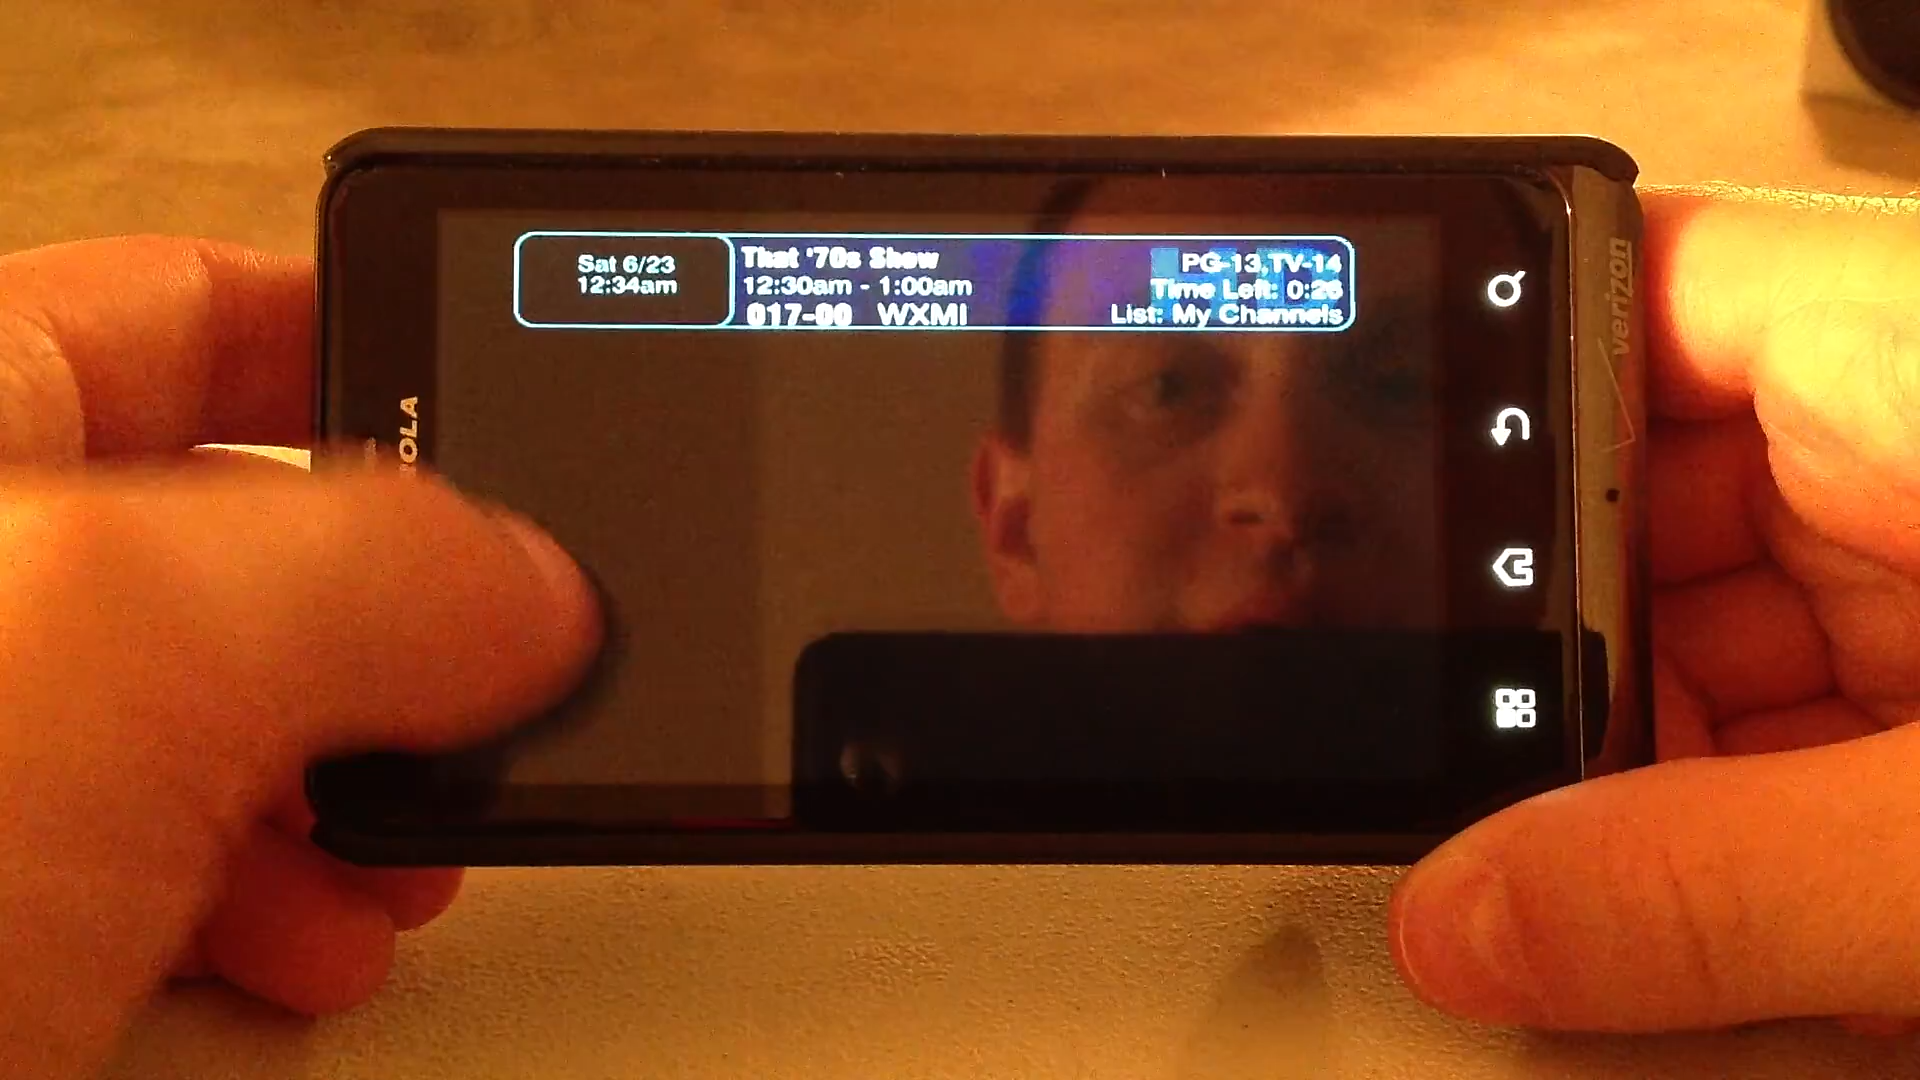 Sat 6/23
12:34am
That '70s Show
12:30am - 1:00am
017-00 WXMI
PG-13,TV-14
Time Left: 0:26
List: My Channels
verizon
OLA